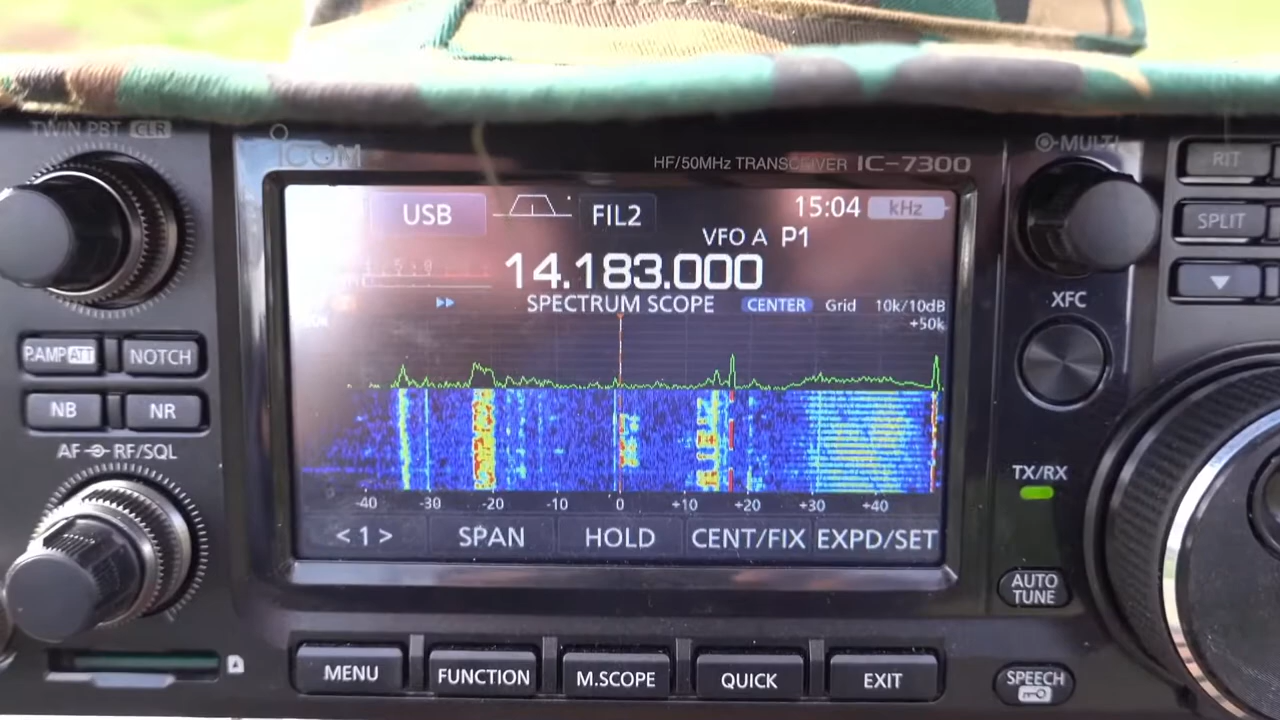 TWIN PBT CLR
ICOM
HF/50MHz TRANSCEIVER IC-7300
MULTI
RIT
SPLIT
▼
XFC
P.AMP ATT
NOTCH
NB
NR
AF RF/SQL
USB
FIL2
15:04 kHz
VFO A P1
14.183.000
SPECTRUM SCOPE CENTER Grid 10k/10dB
+50k
-40 -30 -20 -10 0 +10 +20 +30 +40
< 1 > SPAN HOLD CENT/FIX EXPD/SET
TX/RX
AUTO
TUNE
MENU
FUNCTION
M.SCOPE
QUICK
EXIT
SPEECH